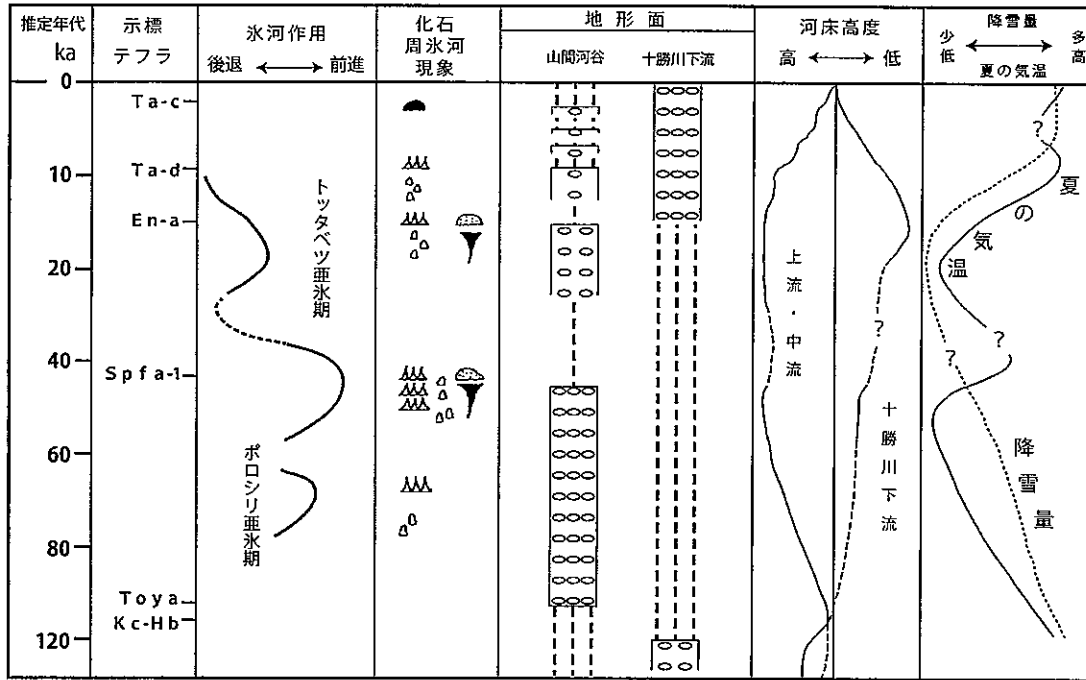 推定年代
ka
示標
テフラ
氷河作用
後退 ←→ 前進
化石
周氷河
現象
地形面
山間河谷
十勝川下流
河床高度
高 ←→ 低
降雪量
少 多
低 高
夏の気温
0
10
20
40
60
80
120
Ta-c
Ta-d
En-a
Spfa-1
Toya
Kc-Hb
トッタベツ亜氷期
ポロシリ亜氷期
上流・中流
十勝川下流
?
夏の気温
降雪量
?
?
?